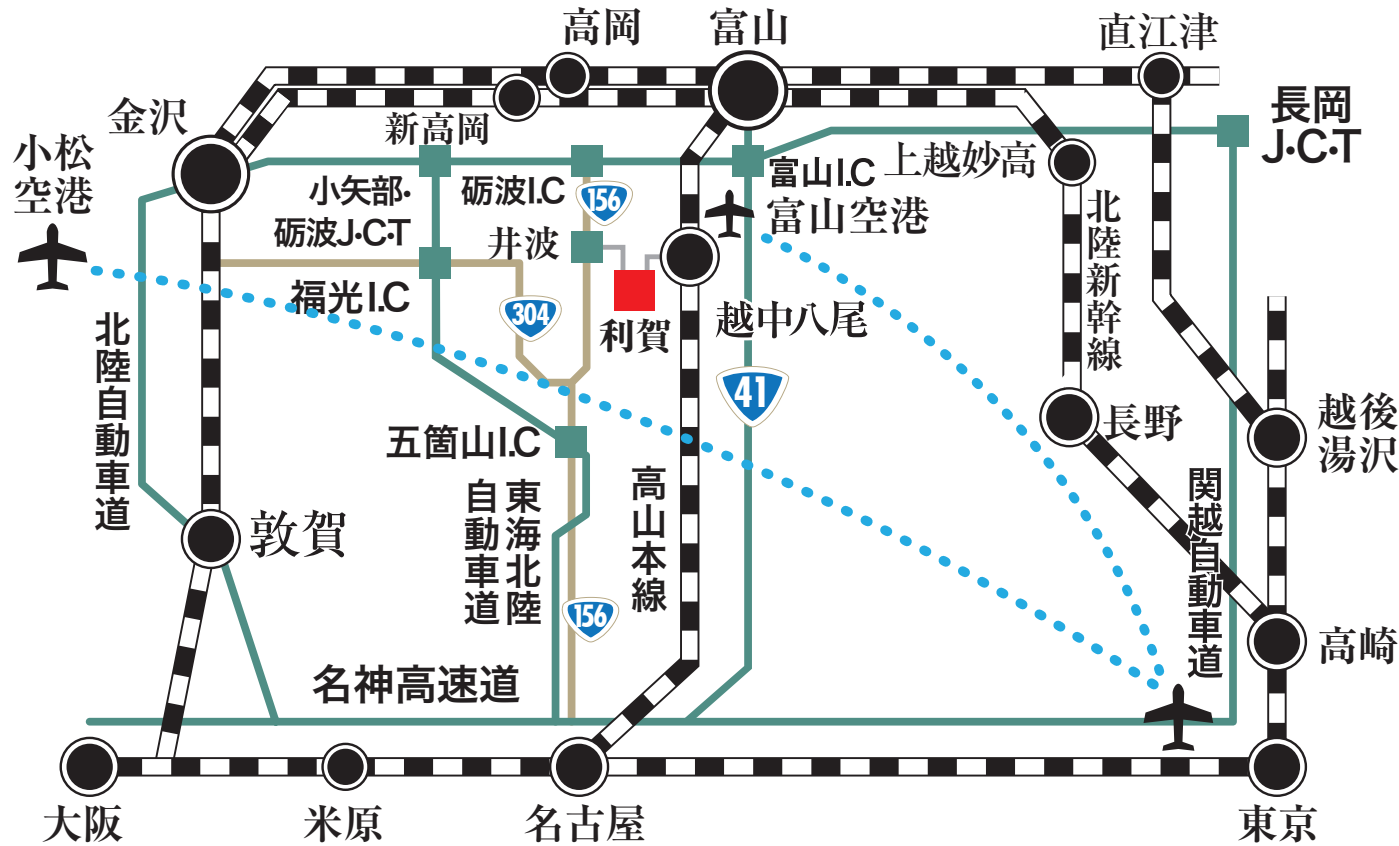 高岡
富山
直江津
金沢
新高岡
長岡
J・C・T
小松
空港
小矢部・
砺波J・C・T
砺波I.C
156
富山I.C
上越妙高
富山空港
井波
北陸新幹線
福光I.C
304
利賀
越中八尾
北陸自動車道
41
五箇山I.C
長野
越後
湯沢
東海北陸
自動車道
高山本線
関越自動車道
敦賀
156
高崎
名神高速道
大阪
米原
名古屋
東京